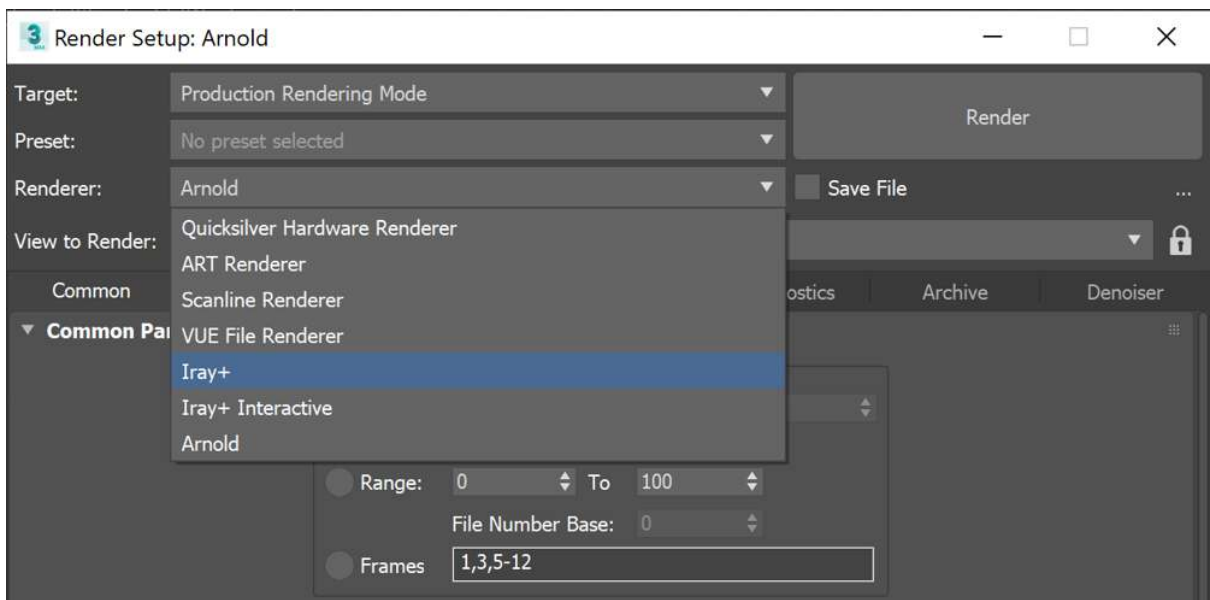 Render Setup: Arnold
Target: Production Rendering Mode
Render
Preset: No preset selected
Renderer: Arnold
Save File ...
Quicksilver Hardware Renderer
View to Render:
ART Renderer
Common
Scanline Renderer
ostics Archive Denoiser
Common Par
VUE File Renderer
Iray+
Iray+ Interactive
Arnold
Range: 0 To 100
File Number Base: 0
Frames 1,3,5-12